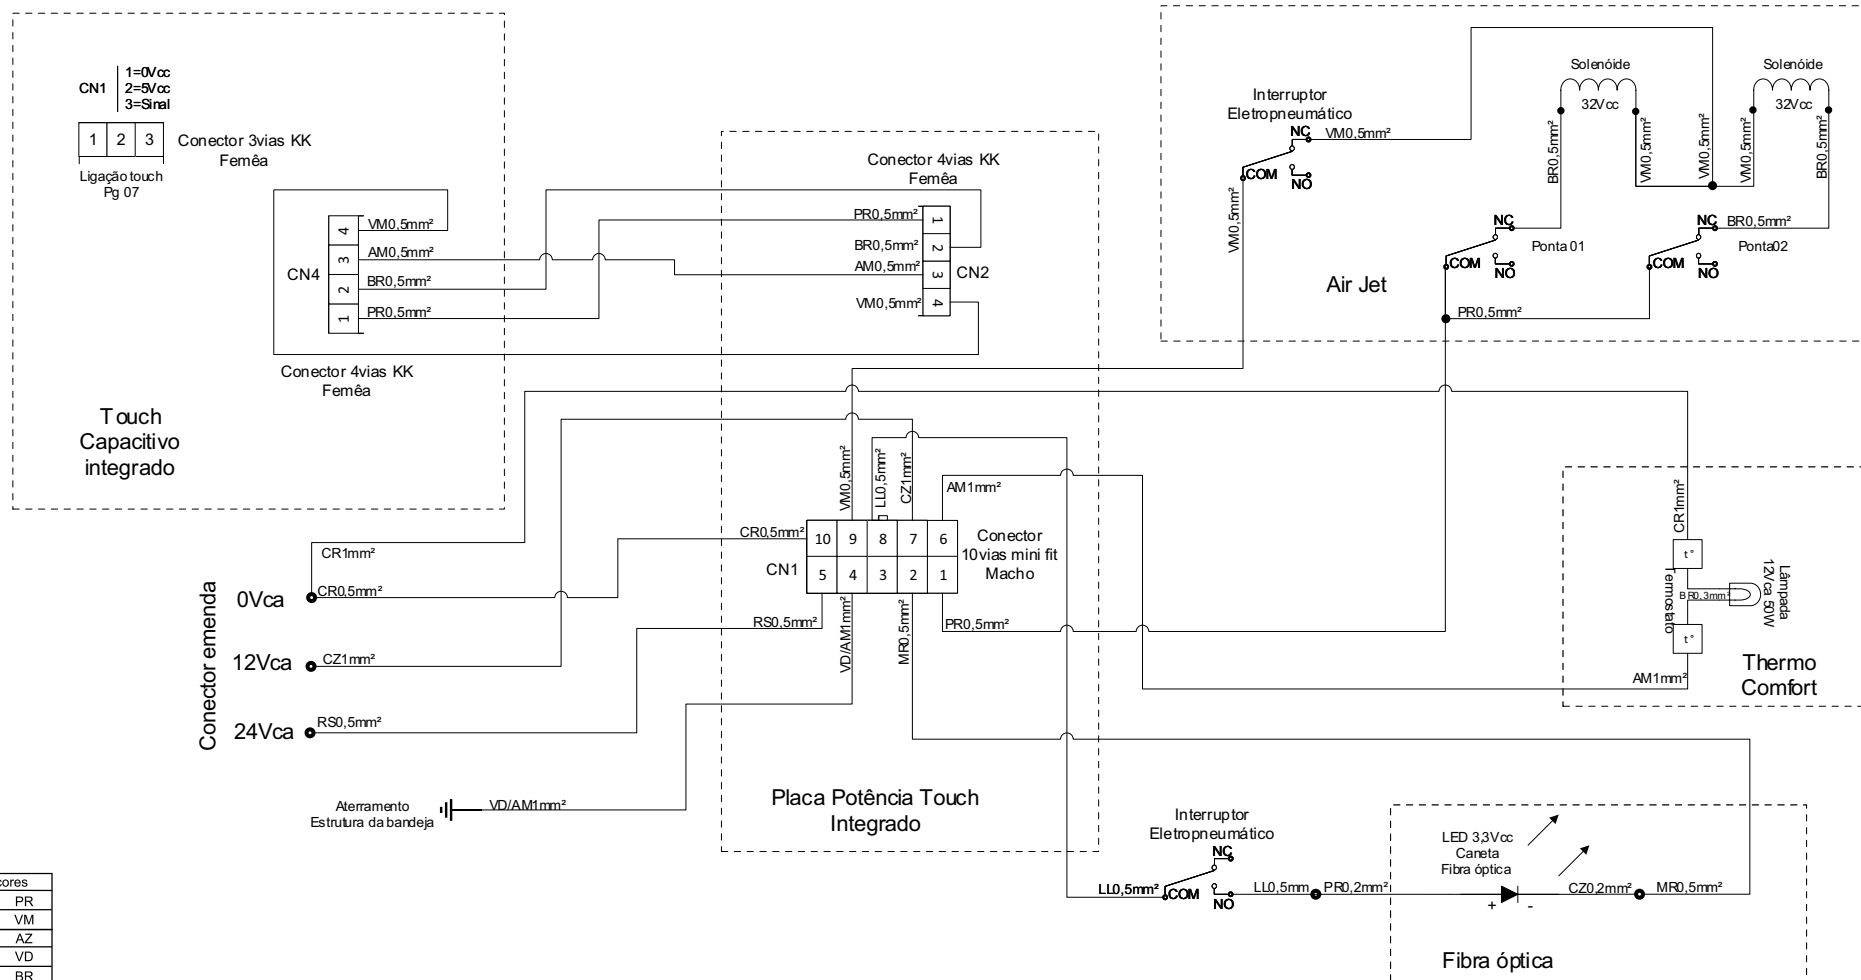 CN1
1=0Vcc
2=5Vcc
3=Sinal
1 2 3
Conector 3vias KK
Femêa
Ligação touch
Pg 07
4
3
2
1
CN4
VM0,5mm²
AM0,5mm²
BR0,5mm²
PR0,5mm²
Conector 4vias KK
Femêa
Touch
Capacitivo
integrado
Conector 4vias KK
Femêa
PR0,5mm²
BR0,5mm²
AM0,5mm²
VM0,5mm²
1
2
3
4
CN2
Interruptor
Eletropneumático
NC
VM0,5mm²
COM
NO
VM0,5mm²
Solenóide
32Vcc
Solenóide
32Vcc
BR0,5mm²
VM0,5mm²
VM0,5mm²
VM0,5mm²
BR0,5mm²
NC
COM
NO
Ponta 01
NC
BR0,5mm²
COM
NO
Ponta02
Air Jet
PR0,5mm²
VM0,5mm²
LL0,5mm²
CZ1mm²
AM1mm²
CR0,5mm²
10 9 8 7 6
5 4 3 2 1
CN1
Conector
10vias mini fit
Macho
RS0,5mm²
VD/AM1mm²
MR0,5mm²
PR0,5mm²
Conector emenda
CR1mm²
0Vca
CR0,5mm²
12Vca
CZ1mm²
24Vca
RS0,5mm²
Aterramento
Estrutura da bandeja
VD/AM1mm²
Placa Potência Touch
Integrado
CR1mm²
t°
Termostato
BR0,3mm²
Lâmpada
12Vca 50W
t°
AM1mm²
Thermo
Comfort
Interruptor
Eletropneumático
NC
LL0,5mm²
COM
NO
LL0,5mm
PR0,2mm²
LED 3,3Vcc
Caneta
Fibra óptica
+ -
CZ0,2mm²
MR0,5mm²
Fibra óptica
cores
PR
VM
AZ
VD
BR